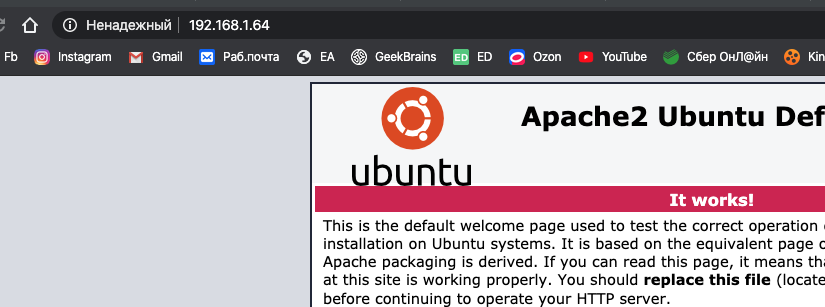 Ненадежный 192.168.1.64
Fb Instagram Gmail Раб.почта EA GeekBrains ED ED Ozon YouTube Сбер ОнЛ@йн Kin
Apache2 Ubuntu Def
ubuntu
It works!
This is the default welcome page used to test the correct operation
installation on Ubuntu systems. It is based on the equivalent page o
Apache packaging is derived. If you can read this page, it means tha
at this site is working properly. You should replace this file (locate
before continuing to operate your HTTP server.